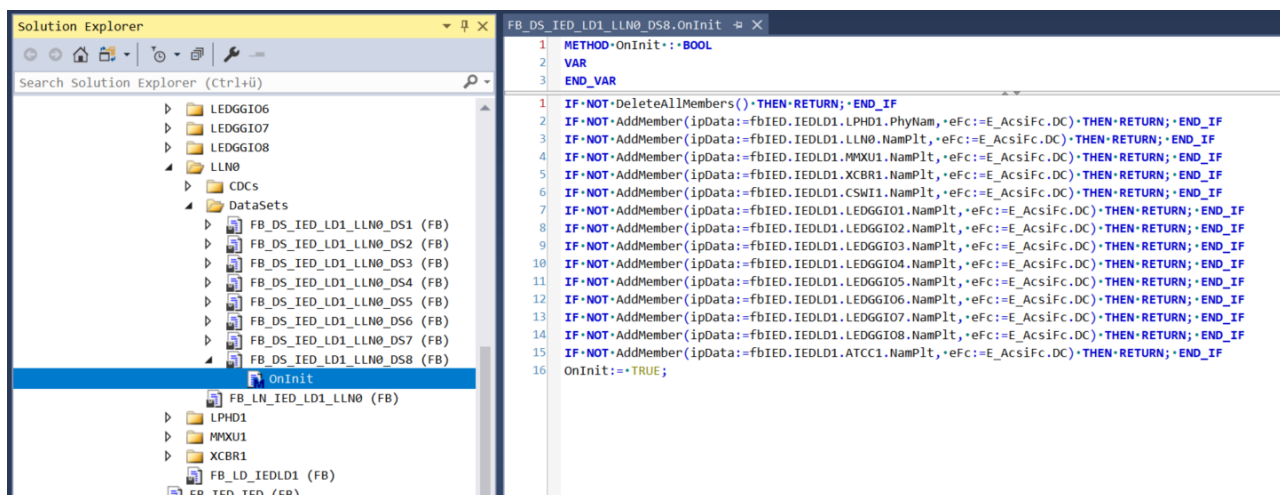 Solution Explorer
Search Solution Explorer (Ctrl+ü)
LEDGGIO6
LEDGGIO7
LEDGGIO8
LLN0
CDCs
DataSets
FB_DS_IED_LD1_LLN0_DS1 (FB)
FB_DS_IED_LD1_LLN0_DS2 (FB)
FB_DS_IED_LD1_LLN0_DS3 (FB)
FB_DS_IED_LD1_LLN0_DS4 (FB)
FB_DS_IED_LD1_LLN0_DS5 (FB)
FB_DS_IED_LD1_LLN0_DS6 (FB)
FB_DS_IED_LD1_LLN0_DS7 (FB)
FB_DS_IED_LD1_LLN0_DS8 (FB)
OnInit
FB_LN_IED_LD1_LLN0 (FB)
LPHD1
MMXU1
XCBR1
FB_LD_IEDLD1 (FB)
FB_IED_IED (FB)
FB_DS_IED_LD1_LLN0_DS8.OnInit
1 METHOD·OnInit·:·BOOL
2 VAR
3 END_VAR
1 IF·NOT·DeleteAllMembers()·THEN·RETURN;·END_IF
2 IF·NOT·AddMember(ipData:=fbIED.IEDLD1.LPHD1.PhyNam,·eFc:=E_AcsiFc.DC)·THEN·RETURN;·END_IF
3 IF·NOT·AddMember(ipData:=fbIED.IEDLD1.LLN0.NamPlt,·eFc:=E_AcsiFc.DC)·THEN·RETURN;·END_IF
4 IF·NOT·AddMember(ipData:=fbIED.IEDLD1.MMXU1.NamPlt,·eFc:=E_AcsiFc.DC)·THEN·RETURN;·END_IF
5 IF·NOT·AddMember(ipData:=fbIED.IEDLD1.XCBR1.NamPlt,·eFc:=E_AcsiFc.DC)·THEN·RETURN;·END_IF
6 IF·NOT·AddMember(ipData:=fbIED.IEDLD1.CSWI1.NamPlt,·eFc:=E_AcsiFc.DC)·THEN·RETURN;·END_IF
7 IF·NOT·AddMember(ipData:=fbIED.IEDLD1.LEDGGIO1.NamPlt,·eFc:=E_AcsiFc.DC)·THEN·RETURN;·END_IF
8 IF·NOT·AddMember(ipData:=fbIED.IEDLD1.LEDGGIO2.NamPlt,·eFc:=E_AcsiFc.DC)·THEN·RETURN;·END_IF
9 IF·NOT·AddMember(ipData:=fbIED.IEDLD1.LEDGGIO3.NamPlt,·eFc:=E_AcsiFc.DC)·THEN·RETURN;·END_IF
10 IF·NOT·AddMember(ipData:=fbIED.IEDLD1.LEDGGIO4.NamPlt,·eFc:=E_AcsiFc.DC)·THEN·RETURN;·END_IF
11 IF·NOT·AddMember(ipData:=fbIED.IEDLD1.LEDGGIO5.NamPlt,·eFc:=E_AcsiFc.DC)·THEN·RETURN;·END_IF
12 IF·NOT·AddMember(ipData:=fbIED.IEDLD1.LEDGGIO6.NamPlt,·eFc:=E_AcsiFc.DC)·THEN·RETURN;·END_IF
13 IF·NOT·AddMember(ipData:=fbIED.IEDLD1.LEDGGIO7.NamPlt,·eFc:=E_AcsiFc.DC)·THEN·RETURN;·END_IF
14 IF·NOT·AddMember(ipData:=fbIED.IEDLD1.LEDGGIO8.NamPlt,·eFc:=E_AcsiFc.DC)·THEN·RETURN;·END_IF
15 IF·NOT·AddMember(ipData:=fbIED.IEDLD1.ATCC1.NamPlt,·eFc:=E_AcsiFc.DC)·THEN·RETURN;·END_IF
16 OnInit:=·TRUE;